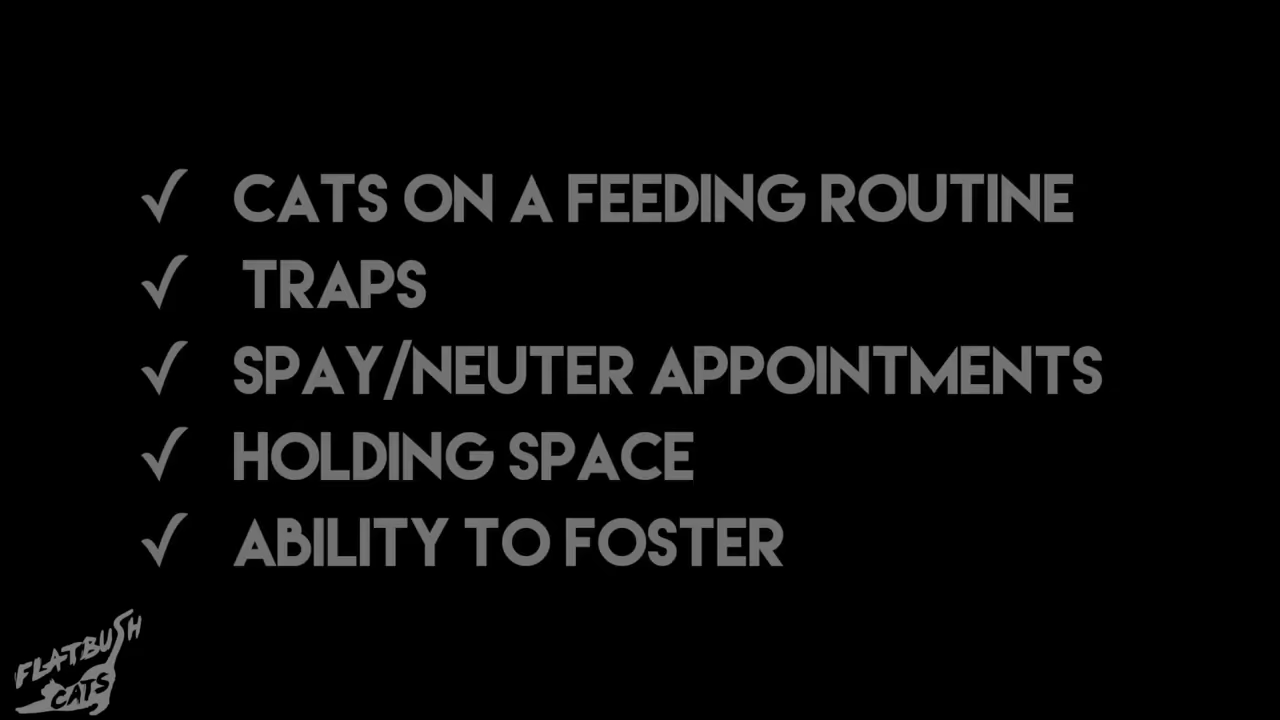 ✓ CATS ON A FEEDING ROUTINE
✓ TRAPS
✓ SPAY/NEUTER APPOINTMENTS
✓ HOLDING SPACE
✓ ABILITY TO FOSTER
FLATBUSH
CATS